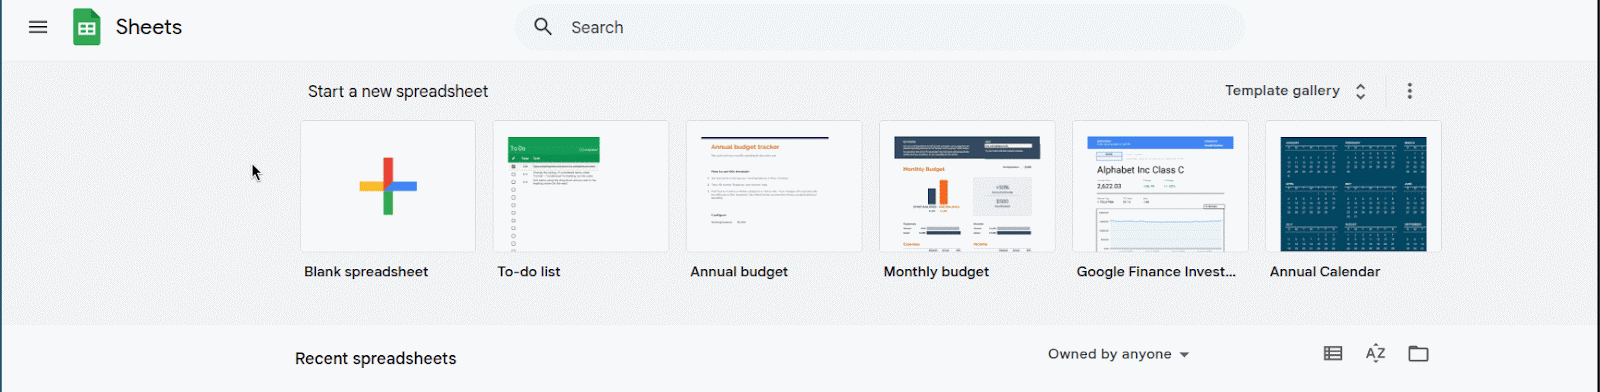 Sheets
Search
Start a new spreadsheet
Template gallery
To Do
Annual budget tracker
Monthly Budget
Alphabet Inc Class C
2,622.03
Blank spreadsheet
To-do list
Annual budget
Monthly budget
Google Finance Invest...
Annual Calendar
Recent spreadsheets
Owned by anyone
AZ